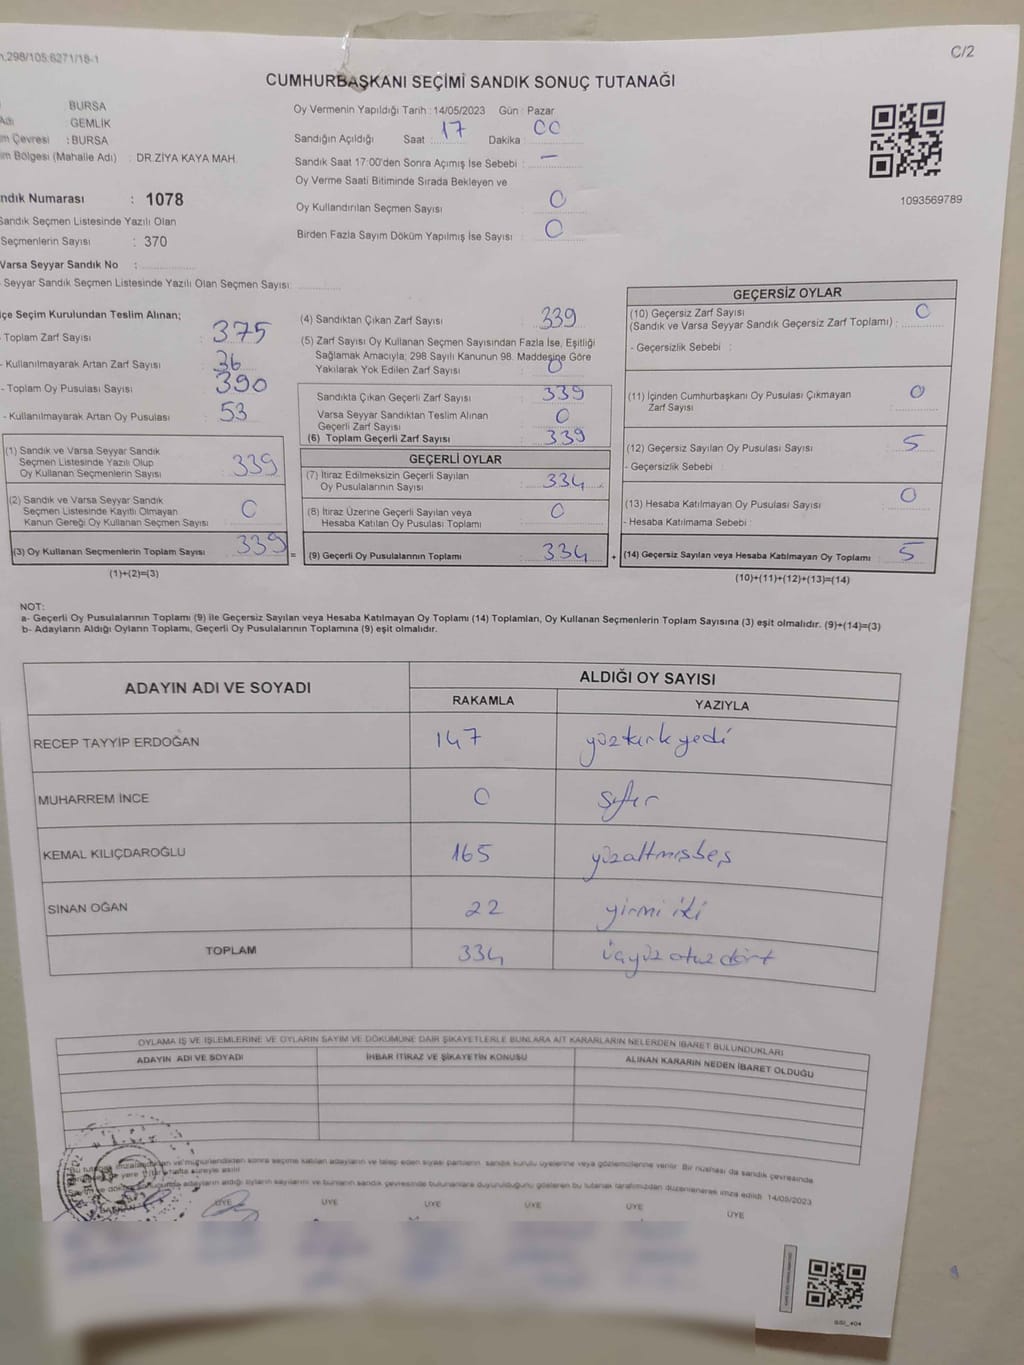 298/105:6271/18-1
C/2
CUMHURBAŞKANI SEÇİMİ SANDIK SONUÇ TUTANAĞI
: BURSA
Adı : GEMLİK
m Çevresi : BURSA
im Bölgesi (Mahalle Adı) : DR.ZİYA KAYA MAH.
Oy Vermenin Yapıldığı Tarih : 14/05/2023 Gün : Pazar
Sandığın Açıldığı Saat : 17 Dakika : 00
Sandık Saat 17:00'den Sonra Açımış İse Sebebi : -
Oy Verme Saati Bitiminde Sırada Bekleyen ve
Oy Kullandırılan Seçmen Sayısı : 0
Birden Fazla Sayım Döküm Yapılmış İse Sayısı : 0
1093569789
ndık Numarası : 1078
Sandık Seçmen Listesinde Yazılı Olan
Seçmenlerin Sayısı : 370
Varsa Seyyar Sandık No :
Seyyar Sandık Seçmen Listesinde Yazılı Olan Seçmen Sayısı:
çe Seçim Kurulundan Teslim Alınan;
Toplam Zarf Sayısı : 375
- Kullanılmayarak Artan Zarf Sayısı : 36
- Toplam Oy Pusulası Sayısı : 390
- Kullanılmayarak Artan Oy Pusulası : 53
(1) Sandık ve Varsa Seyyar Sandık
Seçmen Listesinde Yazılı Olup
Oy Kullanan Seçmenlerin Sayısı : 339
(2) Sandık ve Varsa Seyyar Sandık
Seçmen Listesinde Kayıtlı Olmayan
Kanun Gereği Oy Kullanan Seçmen Sayısı : 0
(3) Oy Kullanan Seçmenlerin Toplam Sayısı : 339
(1)+(2)=(3)
(4) Sandıktan Çıkan Zarf Sayısı : 339
(5) Zarf Sayısı Oy Kullanan Seçmen Sayısından Fazla İse, Eşitliği
Sağlamak Amacıyla; 298 Sayılı Kanunun 98. Maddesine Göre
Yakılarak Yok Edilen Zarf Sayısı : 0
Sandıkta Çıkan Geçerli Zarf Sayısı : 339
Varsa Seyyar Sandıktan Teslim Alınan
Geçerli Zarf Sayısı : 0
(6) Toplam Geçerli Zarf Sayısı : 339
GEÇERLİ OYLAR
(7) İtiraz Edilmeksizin Geçerli Sayılan
Oy Pusulalarının Sayısı : 334
(8) İtiraz Üzerine Geçerli Sayılan veya
Hesaba Katılan Oy Pusulası Toplamı : 0
= (9) Geçerli Oy Pusulalarının Toplamı : 334
GEÇERSİZ OYLAR
(10) Geçersiz Zarf Sayısı
(Sandık ve Varsa Seyyar Sandık Geçersiz Zarf Toplamı) : 0
- Geçersizlik Sebebi :
(11) İçinden Cumhurbaşkanı Oy Pusulası Çıkmayan
Zarf Sayısı : 0
(12) Geçersiz Sayılan Oy Pusulası Sayısı : 5
- Geçersizlik Sebebi :
(13) Hesaba Katılmayan Oy Pusulası Sayısı : 0
- Hesaba Katılmama Sebebi :
+ (14) Geçersiz Sayılan veya Hesaba Katılmayan Oy Toplamı : 5
(10)+(11)+(12)+(13)=(14)
NOT:
a- Geçerli Oy Pusulalarının Toplamı (9) ile Geçersiz Sayılan veya Hesaba Katılmayan Oy Toplamı (14) Toplamları, Oy Kullanan Seçmenlerin Toplam Sayısına (3) eşit olmalıdır. (9)+(14)=(3)
b- Adayların Aldığı Oyların Toplamı, Geçerli Oy Pusulalarının Toplamına (9) eşit olmalıdır.
ADAYIN ADI VE SOYADI
ALDIĞI OY SAYISI
RAKAMLA YAZIYLA
RECEP TAYYİP ERDOĞAN 147 yüzkırkyedi
MUHARREM İNCE 0 sıfır
KEMAL KILIÇDAROĞLU 165 yüzaltmışbeş
SİNAN OĞAN 22 yirmi iki
TOPLAM 334 üçyüz otuz dört
OYLAMA İŞ VE İŞLEMLERİNE VE OYLARIN SAYIM VE DÖKÜMÜNE DAİR ŞİKAYETLERLE BUNLARA AİT KARARLARIN NELERDEN İBARET BULUNDUKLARI
ADAYIN ADI VE SOYADI İHBAR İTİRAZ VE ŞİKAYETİN KONUSU ALINAN KARARIN NEDEN İBARET OLDUĞU
ve mühürlendikten sonra seçime katılan adayların ve talep eden siyasi partilerin sandık kurulu üyelerine veya gözlemcilerine verilir. Bir nüshası da sandık çevresinde
hafta süreyle asılır.
adayların aldığı oyların sayılarını ve bunların sandık çevresinde bulunanlara duyurulduğunu gösteren bu tutanak tarafımızdan düzenlenerek imza edildi. 14/05/2023
BAŞKAN ÜYE ÜYE ÜYE ÜYE ÜYE ÜYE
SSI_404